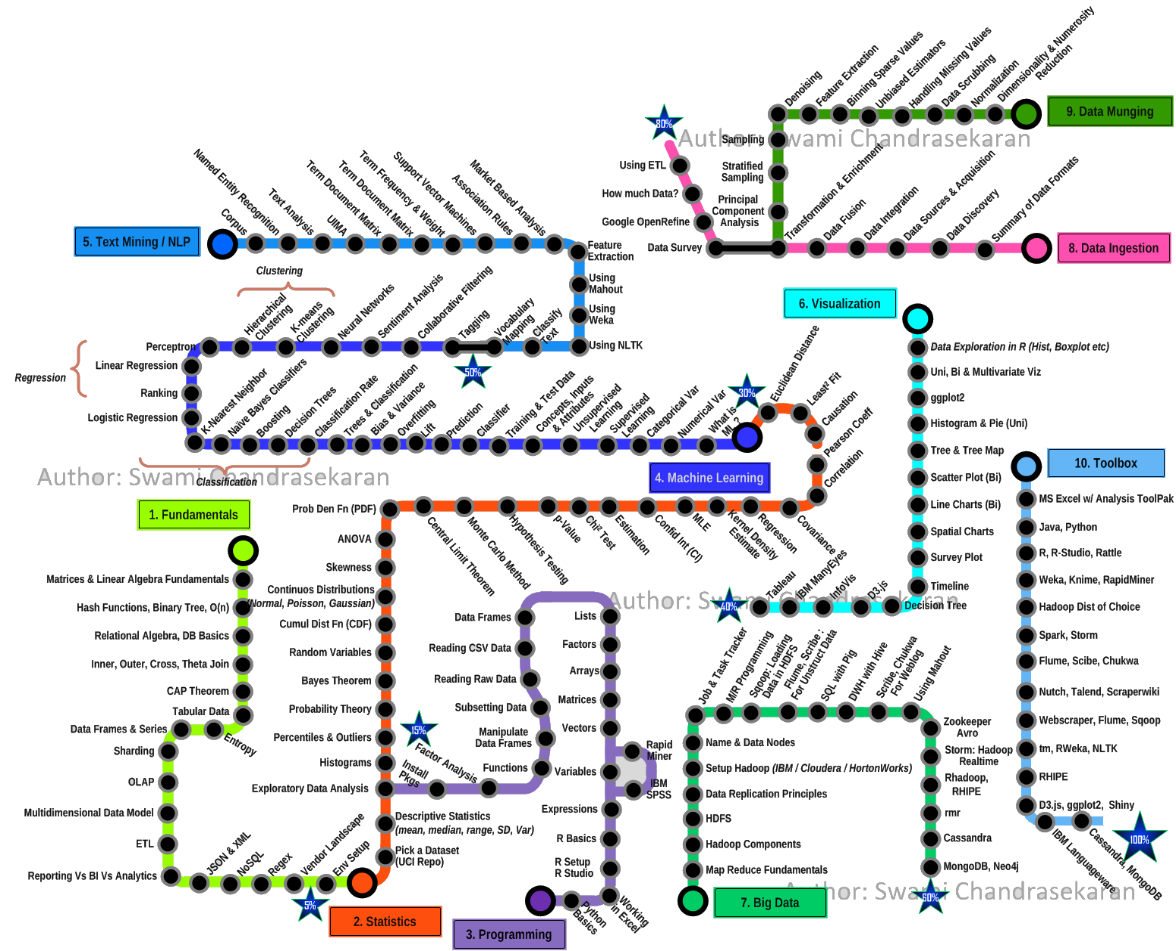 Dimensionality & Numerosity
Reduction
Normalization
Data Scrubbing
Handling Missing Values
Unbiased Estimators
Binning Sparse Values
Feature Extraction
Denoising
9. Data Munging
80%
Author: Swami Chandrasekaran
Sampling
Stratified
Sampling
Principal
Component
Analysis
Using ETL
How much Data?
Google OpenRefine
Data Survey
Transformation & Enrichment
Data Fusion
Data Integration
Data Sources & Acquisition
Data Discovery
Summary of Data Formats
8. Data Ingestion
5. Text Mining / NLP
Corpus
Named Entity Recognition
Text Analysis
UIMA
Term Document Matrix
Term Document Matrix
Term Frequency & Weight
Support Vector Machines
Association Rules
Market Based Analysis
Feature
Extraction
Using
Mahout
Using
Weka
Using NLTK
Classify
Text
Vocabulary
Mapping
Tagging
50%
Collaborative Filtering
Sentiment Analysis
Neural Networks
Clustering
K-means
Clustering
Hierarchical
Clustering
Perceptron
Regression
Linear Regression
Ranking
Logistic Regression
K-Nearest Neighbor
Naive Bayes Classifiers
Boosting
Decision Trees
Classification Rate
Trees & Classification
Bias & Variance
Overfitting
Lift
Prediction
Classifier
Training & Test Data
Concepts, Inputs
& Attributes
Unsupervised
Learning
Supervised
Learning
Categorical Var
Numerical Var
What is
ML?
30%
4. Machine Learning
Classification
Author: Swami Chandrasekaran
6. Visualization
Data Exploration in R (Hist, Boxplot etc)
Uni, Bi & Multivariate Viz
ggplot2
Histogram & Pie (Uni)
Tree & Tree Map
Scatter Plot (Bi)
Line Charts (Bi)
Spatial Charts
Survey Plot
Timeline
Decision Tree
D3.js
InfoVis
IBM ManyEyes
Tableau
40%
Author: Swami Chandrasekaran
Euclidean Distance
Least² Fit
Causation
Pearson Coeff
Correlation
Covariance
Regression
Kernel Density
Estimate
MLE
Confid Int (CI)
Estimation
Chi² Test
p-Value
Hypothesis Testing
Monte Carlo Method
Central Limit Theorem
Prob Den Fn (PDF)
ANOVA
Skewness
Continuos Distributions
(Normal, Poisson, Gaussian)
Cumul Dist Fn (CDF)
Random Variables
Bayes Theorem
Probability Theory
Percentiles & Outliers
Histograms
Exploratory Data Analysis
Descriptive Statistics
(mean, median, range, SD, Var)
Pick a Dataset
(UCI Repo)
2. Statistics
1. Fundamentals
Matrices & Linear Algebra Fundamentals
Hash Functions, Binary Tree, O(n)
Relational Algebra, DB Basics
Inner, Outer, Cross, Theta Join
CAP Theorem
Tabular Data
Entropy
Data Frames & Series
Sharding
OLAP
Multidimensional Data Model
ETL
Reporting Vs BI Vs Analytics
JSON & XML
NoSQL
Regex
Vendor Landscape
Env Setup
5%
15%
Install
Pkgs
Factor Analysis
Functions
Manipulate
Data Frames
Subsetting Data
Reading Raw Data
Reading CSV Data
Data Frames
Lists
Factors
Arrays
Matrices
Vectors
Variables
Rapid
Miner
IBM
SPSS
Expressions
R Basics
R Setup
R Studio
Working
in Excel
Python
Basics
3. Programming
7. Big Data
Map Reduce Fundamentals
Hadoop Components
HDFS
Data Replication Principles
Setup Hadoop (IBM / Cloudera / HortonWorks)
Name & Data Nodes
Job & Task Tracker
M/R Programming
Sqoop: Loading
Data in HDFS
Flume, Scribe :
For Unstruct Data
SQL with Pig
DWH with Hive
Scribe, Chukwa
For Weblog
Using Mahout
Zookeeper
Avro
Storm: Hadoop
Realtime
Rhadoop,
RHIPE
rmr
Cassandra
MongoDB, Neo4j
60%
Author: Swami Chandrasekaran
10. Toolbox
MS Excel w/ Analysis ToolPak
Java, Python
R, R-Studio, Rattle
Weka, Knime, RapidMiner
Hadoop Dist of Choice
Spark, Storm
Flume, Scibe, Chukwa
Nutch, Talend, Scraperwiki
Webscraper, Flume, Sqoop
tm, RWeka, NLTK
RHIPE
D3.js, ggplot2, Shiny
IBM Languageware
Cassandra, MongoDB
100%